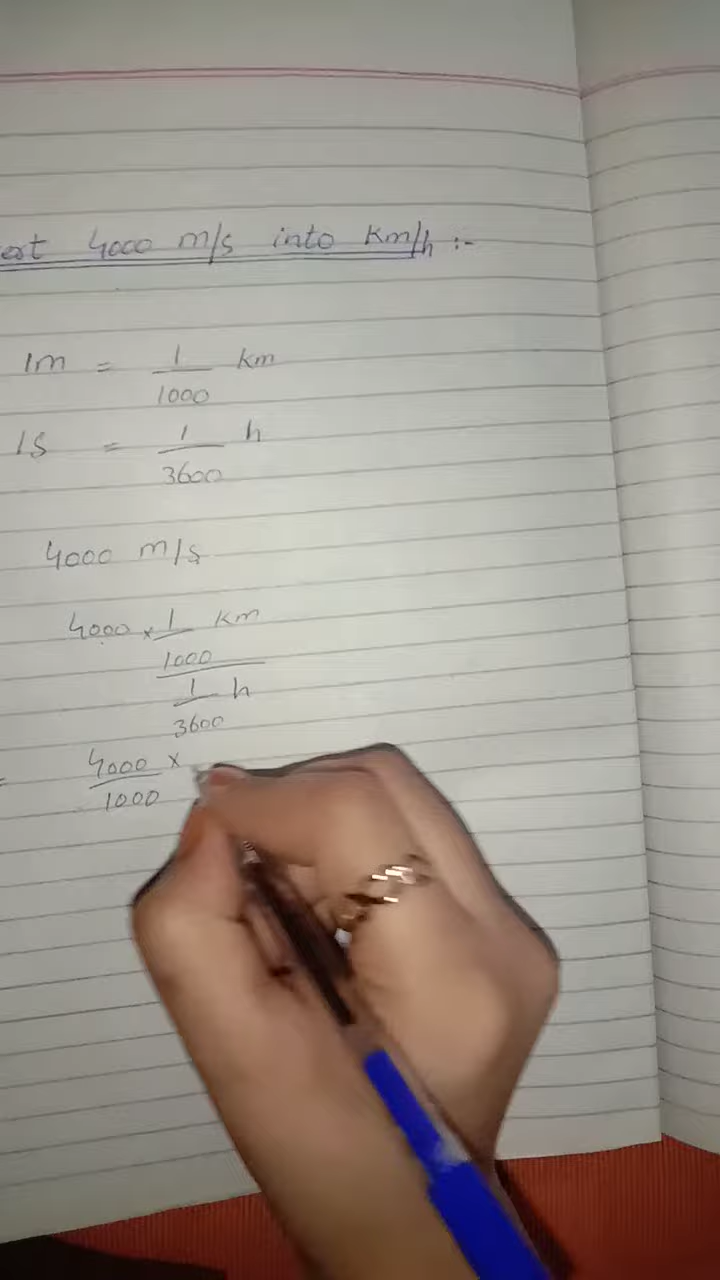 4000 m/s into Km/h :-
1m = 1/1000 km
1S = 1/3600 h
4000 m/s
4000 × 1/1000 Km
1/3600 h
= 4000 × / 1000